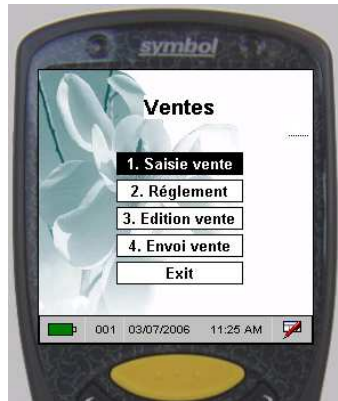 symbol
Ventes
1. Saisie vente
2. Réglement
3. Edition vente
4. Envoi vente
Exit
001 03/07/2006 11:25 AM